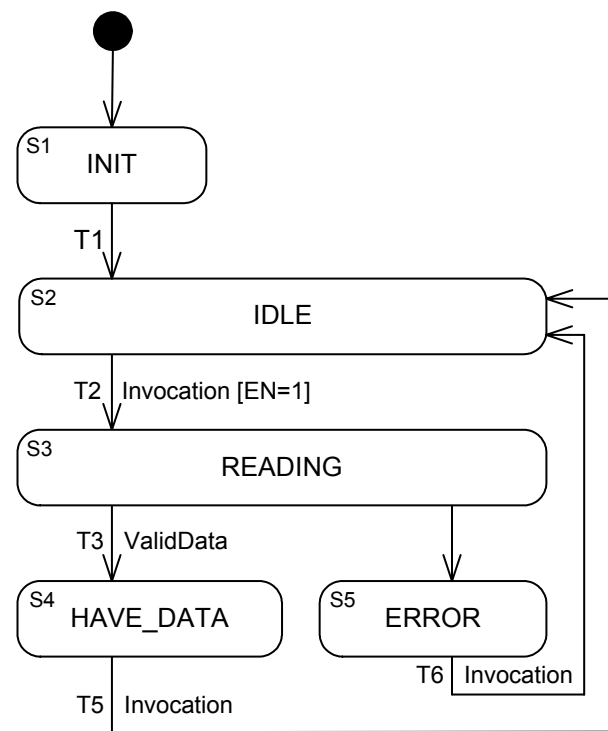 S1
INIT
T1
S2
IDLE
T2 Invocation [EN=1]
S3
READING
T3 ValidData
S4
HAVE_DATA
S5
ERROR
T6 Invocation
T5 Invocation